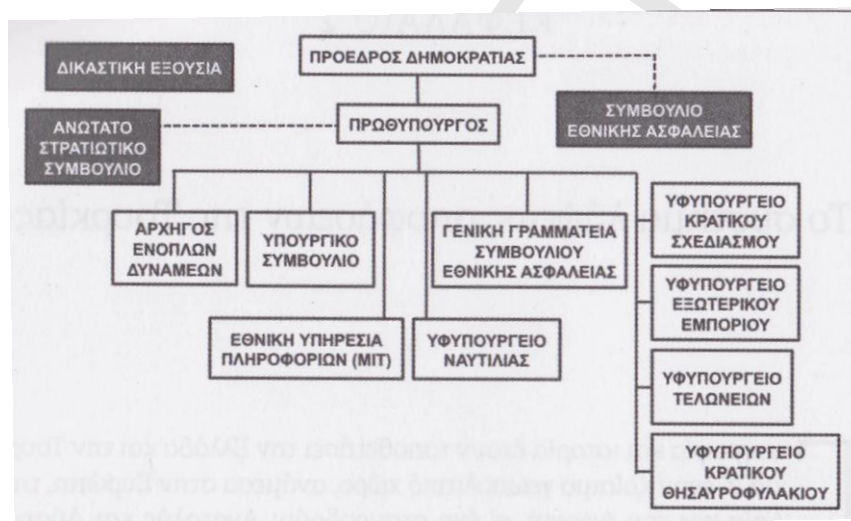 ΠΡΟΕΔΡΟΣ ΔΗΜΟΚΡΑΤΙΑΣ
ΔΙΚΑΣΤΙΚΗ ΕΞΟΥΣΙΑ
ΣΥΜΒΟΥΛΙΟ
ΕΘΝΙΚΗΣ ΑΣΦΑΛΕΙΑΣ
ΠΡΩΘΥΠΟΥΡΓΟΣ
ΑΝΩΤΑΤΟ
ΣΤΡΑΤΙΩΤΙΚΟ
ΣΥΜΒΟΥΛΙΟ
ΑΡΧΗΓΟΣ
ΕΝΟΠΛΩΝ
ΔΥΝΑΜΕΩΝ
ΥΠΟΥΡΓΙΚΟ
ΣΥΜΒΟΥΛΙΟ
ΓΕΝΙΚΗ ΓΡΑΜΜΑΤΕΙΑ
ΣΥΜΒΟΥΛΙΟΥ
ΕΘΝΙΚΗΣ ΑΣΦΑΛΕΙΑΣ
ΥΦΥΠΟΥΡΓΕΙΟ
ΚΡΑΤΙΚΟΥ
ΣΧΕΔΙΑΣΜΟΥ
ΥΦΥΠΟΥΡΓΕΙΟ
ΕΞΩΤΕΡΙΚΟΥ
ΕΜΠΟΡΙΟΥ
ΕΘΝΙΚΗ ΥΠΗΡΕΣΙΑ
ΠΛΗΡΟΦΟΡΙΩΝ (ΜΙΤ)
ΥΦΥΠΟΥΡΓΕΙΟ
ΝΑΥΤΙΛΙΑΣ
ΥΦΥΠΟΥΡΓΕΙΟ
ΤΕΛΩΝΕΙΩΝ
ΥΦΥΠΟΥΡΓΕΙΟ
ΚΡΑΤΙΚΟΥ
ΘΗΣΑΥΡΟΦΥΛΑΚΙΟΥ